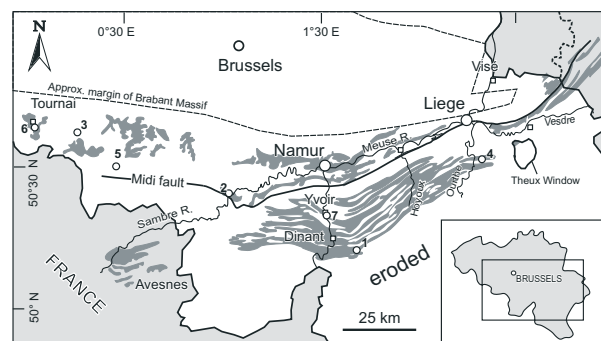 0°30 E
1°30 E
N
Brussels
Visé
Approx. margin of Brabant Massif
Tournai
Liege
6
3
Vesdre
Namur
Meuse R.
4
5
50°30 N
Midi fault
2
Hoyoux
Ourthe
Theux Window
Yvoir
7
Sambre R.
Dinant
1
eroded
FRANCE
Avesnes
BRUSSELS
50° N
25 km